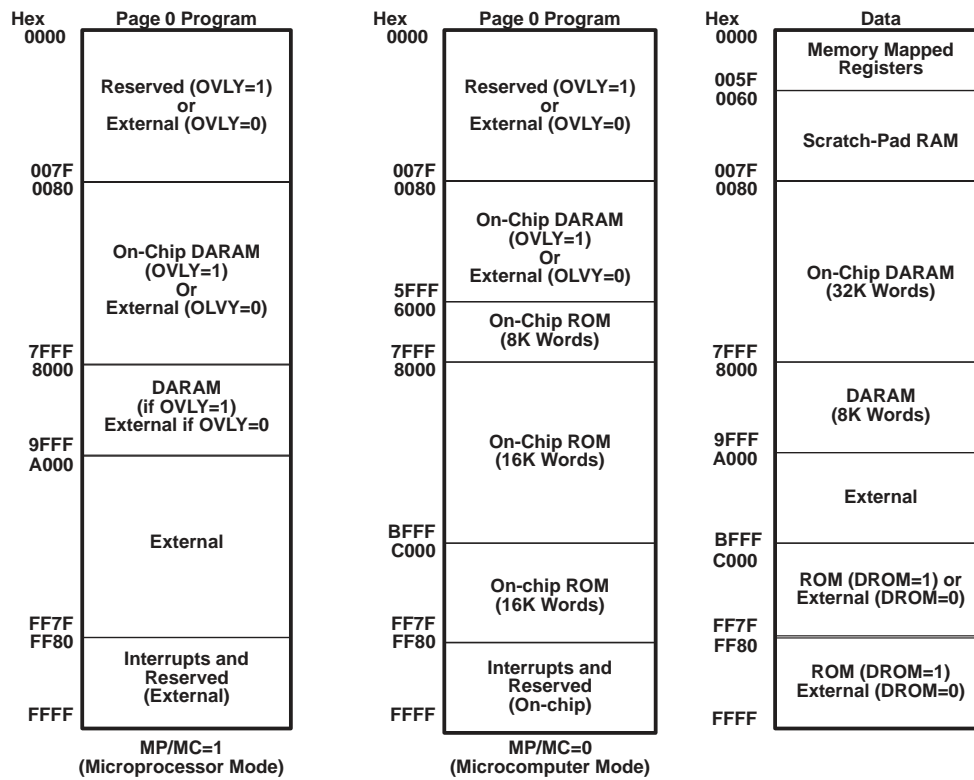 Hex
Page 0 Program
0000
Reserved (OVLY=1)
or
External (OVLY=0)
007F
0080
On-Chip DARAM
(OVLY=1)
Or
External (OLVY=0)
7FFF
8000
DARAM
(if OVLY=1)
External if OVLY=0
9FFF
A000
External
FF7F
FF80
Interrupts and
Reserved
(External)
FFFF
MP/MC=1
(Microprocessor Mode)
Hex
Page 0 Program
0000
Reserved (OVLY=1)
or
External (OVLY=0)
007F
0080
On-Chip DARAM
(OVLY=1)
Or
External (OLVY=0)
5FFF
6000
On-Chip ROM
(8K Words)
7FFF
8000
On-Chip ROM
(16K Words)
BFFF
C000
On-chip ROM
(16K Words)
FF7F
FF80
Interrupts and
Reserved
(On-chip)
FFFF
MP/MC=0
(Microcomputer Mode)
Hex
Data
0000
Memory Mapped
Registers
005F
0060
Scratch-Pad RAM
007F
0080
On-Chip DARAM
(32K Words)
7FFF
8000
DARAM
(8K Words)
9FFF
A000
External
BFFF
C000
ROM (DROM=1) or
External (DROM=0)
FF7F
FF80
ROM (DROM=1)
External (DROM=0)
FFFF